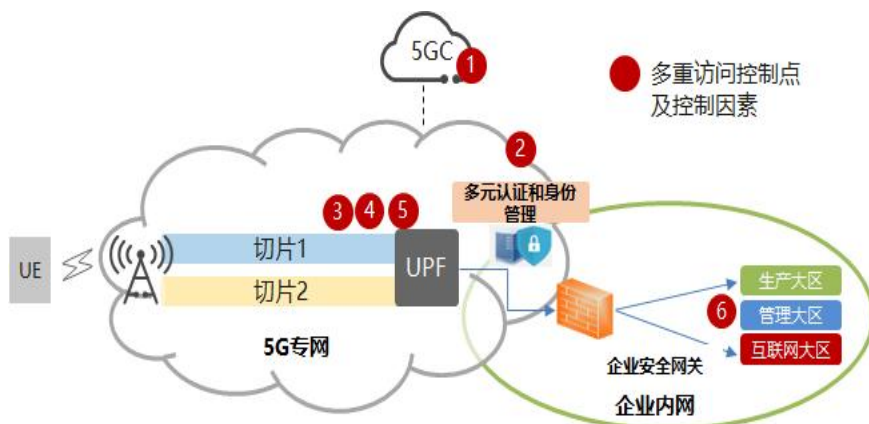 5GC
1
多重访问控制点
及控制因素
2
多元认证和身份
管理
3 4 5
切片1
UE
UPF
切片2
生产大区
6
管理大区
互联网大区
5G专网
企业安全网关
企业内网